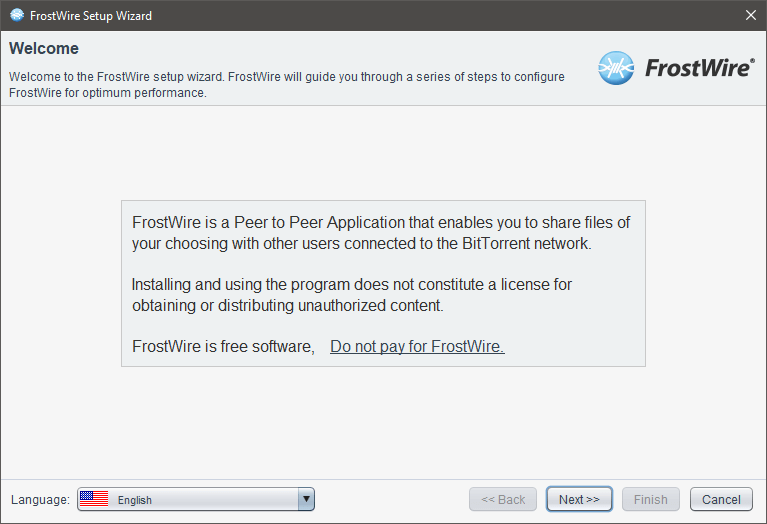 FrostWire Setup Wizard
Welcome
Welcome to the FrostWire setup wizard. FrostWire will guide you through a series of steps to configure
FrostWire for optimum performance.
FrostWire®
FrostWire is a Peer to Peer Application that enables you to share files of
your choosing with other users connected to the BitTorrent network.
Installing and using the program does not constitute a license for
obtaining or distributing unauthorized content.
FrostWire is free software, Do not pay for FrostWire.
Language: English << Back Next >> Finish Cancel